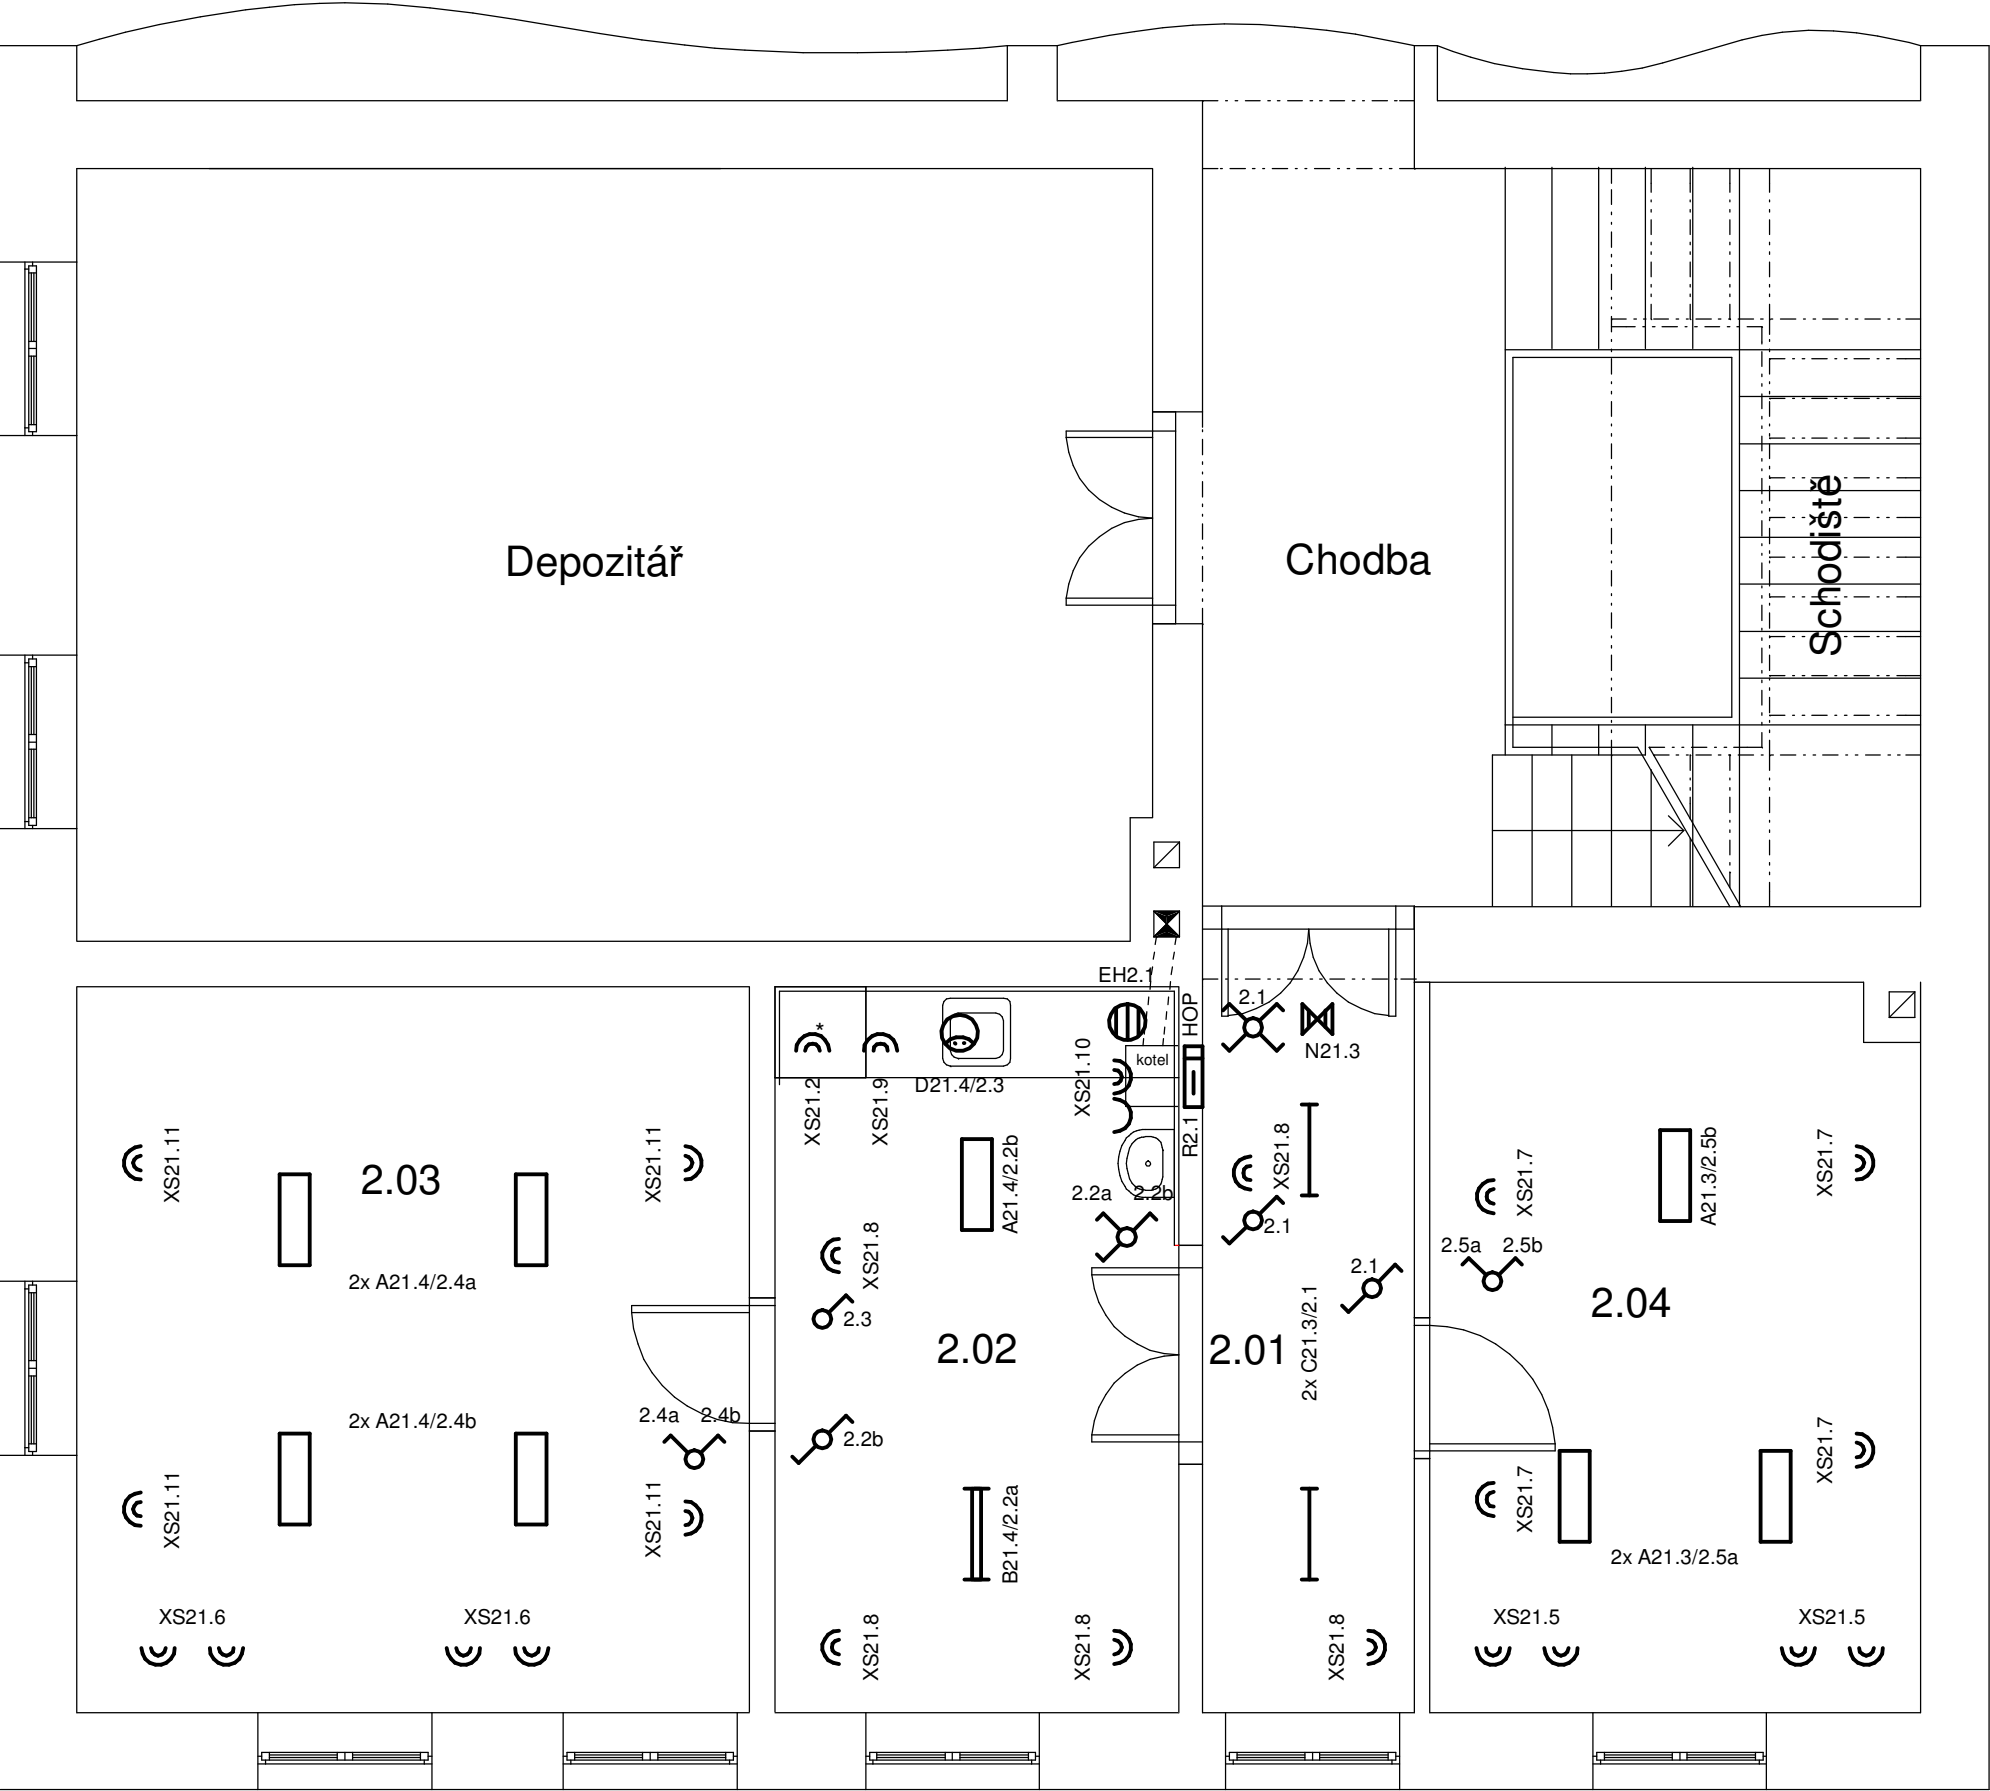 Depozitář
Chodba
Schodiště
EH2.1
HOP
2.1
N21.3
*
kotel
XS21.2
XS21.9
D21.4/2.3
XS21.10
R2.1
XS21.11
2.03
XS21.11
A21.4/2.2b
2.2a
2.2b
XS21.8
2.1
XS21.7
A21.3/2.5b
XS21.7
2x A21.4/2.4a
XS21.8
2.3
2.02
2.01
2.1
2x C21.3/2.1
2.5a
2.5b
2.04
2x A21.4/2.4b
2.4a
2.4b
2.2b
XS21.7
XS21.11
XS21.11
B21.4/2.2a
XS21.7
2x A21.3/2.5a
XS21.6
XS21.6
XS21.8
XS21.8
XS21.8
XS21.5
XS21.5